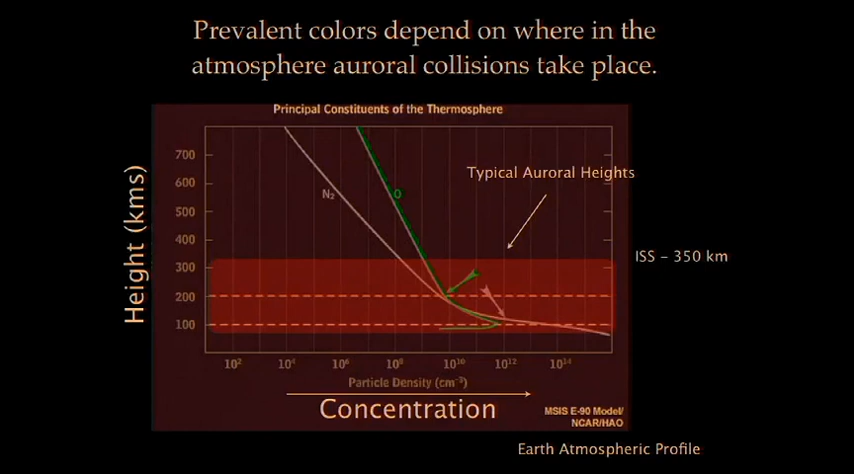 Prevalent colors depend on where in the
atmosphere auroral collisions take place.
Principal Constituents of the Thermosphere
Height (kms)
700
600
500
400
300
200
100
N₂
O
Typical Auroral Heights
ISS – 350 km
10² 10⁴ 10⁶ 10⁸ 10¹⁰ 10¹² 10¹⁴
Particle Density (cm⁻³)
Concentration
MSIS E-90 Model/
NCAR/HAO
Earth Atmospheric Profile